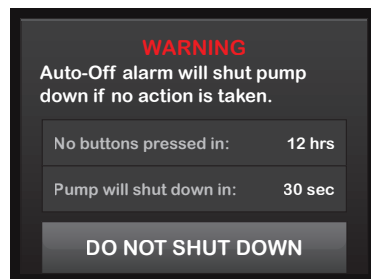 WARNING
Auto-Off alarm will shut pump
down if no action is taken.
No buttons pressed in: 12 hrs
Pump will shut down in: 30 sec
DO NOT SHUT DOWN